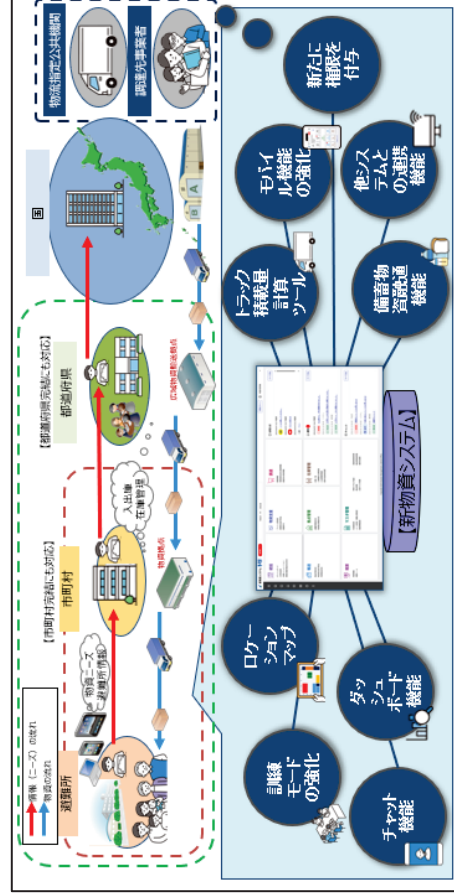 情報（ニーズ）の流れ
物資の流れ
避難所
物資ニーズ
避難所情報
【市町村完結にも対応】
市町村
入出庫
在庫管理
物資拠点
【都道府県完結にも対応】
都道府県
広域物資輸送拠点
国
A
B
物流指定公共機関
調達先事業者
チャット
機能
訓練
モード
の強化
ダッ
シュ
ボード
機能
ロケー
ション
マップ
【新物資システム】
トラック
積載量
計算
ツール
モバイ
ル機能
の強化
新たに
権限を
付与
備蓄物
資融通
機能
他シス
テムと
の連携
機能